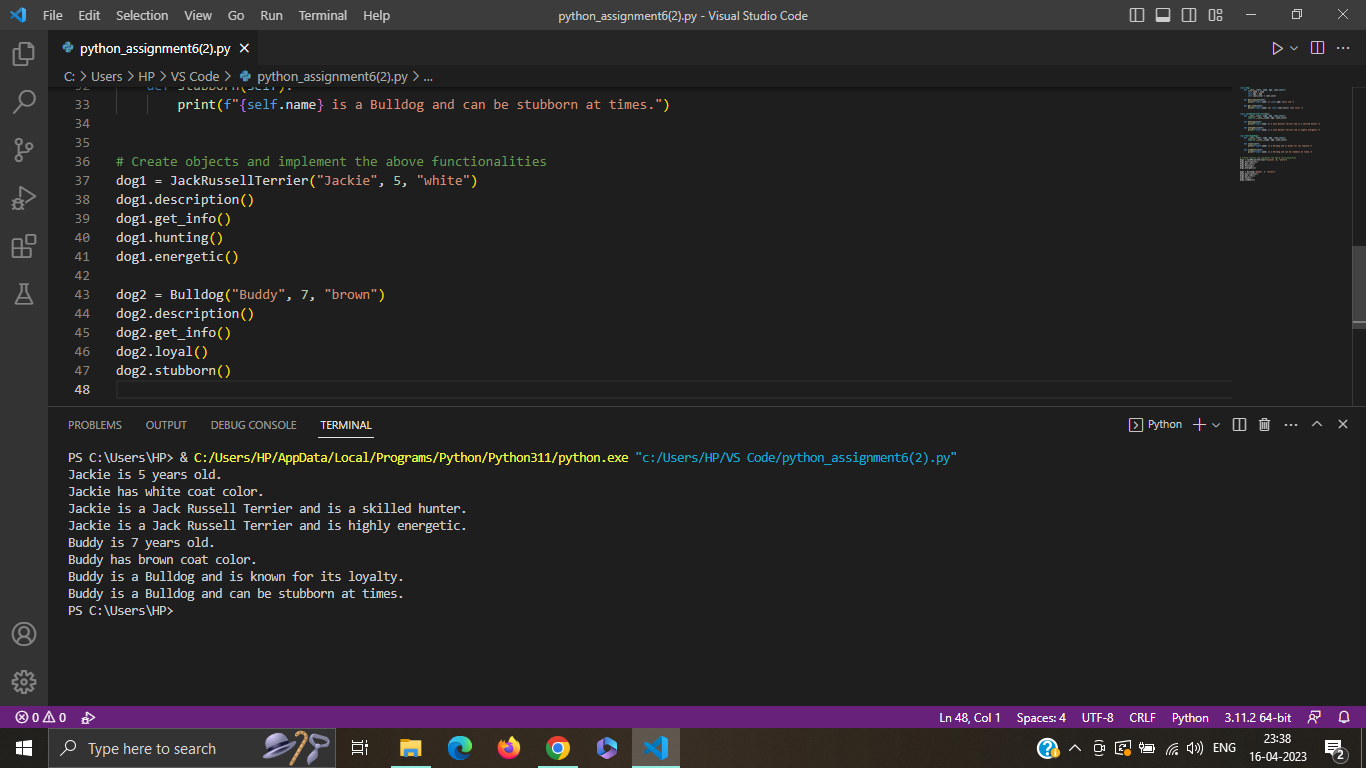 File Edit Selection View Go Run Terminal Help python_assignment6(2).py - Visual Studio Code
python_assignment6(2).py
C: > Users > HP > VS Code > python_assignment6(2).py > ...
32 def stubborn(self):
33 print(f"{self.name} is a Bulldog and can be stubborn at times.")
34
35
36 # Create objects and implement the above functionalities
37 dog1 = JackRussellTerrier("Jackie", 5, "white")
38 dog1.description()
39 dog1.get_info()
40 dog1.hunting()
41 dog1.energetic()
42
43 dog2 = Bulldog("Buddy", 7, "brown")
44 dog2.description()
45 dog2.get_info()
46 dog2.loyal()
47 dog2.stubborn()
48
PROBLEMS OUTPUT DEBUG CONSOLE TERMINAL Python
PS C:\Users\HP> & C:/Users/HP/AppData/Local/Programs/Python/Python311/python.exe "c:/Users/HP/VS Code/python_assignment6(2).py"
Jackie is 5 years old.
Jackie has white coat color.
Jackie is a Jack Russell Terrier and is a skilled hunter.
Jackie is a Jack Russell Terrier and is highly energetic.
Buddy is 7 years old.
Buddy has brown coat color.
Buddy is a Bulldog and is known for its loyalty.
Buddy is a Bulldog and can be stubborn at times.
PS C:\Users\HP>
0 0 Ln 48, Col 1 Spaces: 4 UTF-8 CRLF Python 3.11.2 64-bit
Type here to search ENG 23:38
16-04-2023 2